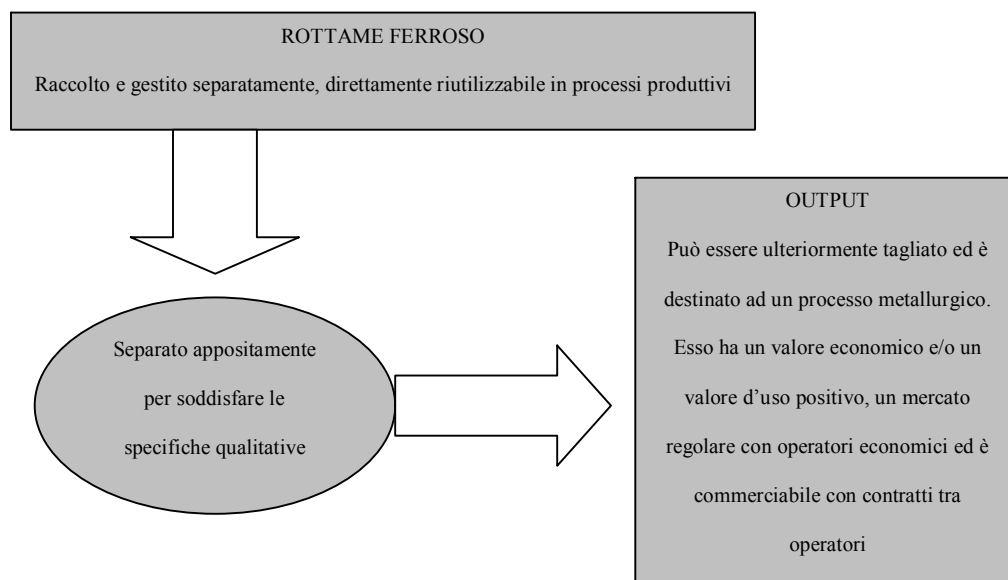 ROTTAME FERROSO
Raccolto e gestito separatamente, direttamente riutilizzabile in processi produttivi
Separato appositamente
per soddisfare le
specifiche qualitative
OUTPUT
Può essere ulteriormente tagliato ed è
destinato ad un processo metallurgico.
Esso ha un valore economico e/o un
valore d’uso positivo, un mercato
regolare con operatori economici ed è
commerciabile con contratti tra
operatori